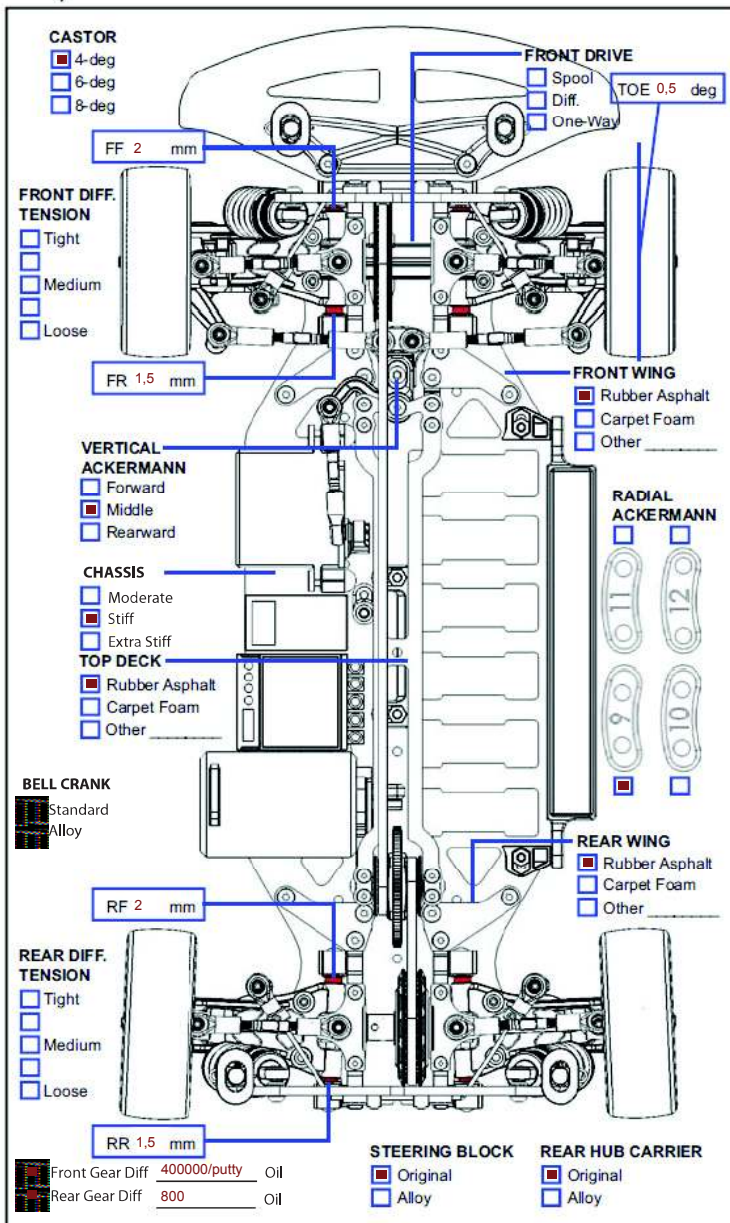 CASTOR
4-deg
6-deg
8-deg
FRONT DRIVE
Spool
Diff.
One-Way
TOE 0,5 deg
FF 2 mm
FRONT DIFF.
TENSION
Tight
Medium
Loose
FR 1,5 mm
FRONT WING
Rubber Asphalt
Carpet Foam
Other
VERTICAL
ACKERMANN
Forward
Middle
Rearward
RADIAL
ACKERMANN
11
12
9
10
CHASSIS
Moderate
Stiff
Extra Stiff
TOP DECK
Rubber Asphalt
Carpet Foam
Other
BELL CRANK
Standard
Alloy
REAR WING
Rubber Asphalt
Carpet Foam
Other
RF 2 mm
REAR DIFF.
TENSION
Tight
Medium
Loose
RR 1,5 mm
Front Gear Diff 400000/putty Oil
Rear Gear Diff 800 Oil
STEERING BLOCK
Original
Alloy
REAR HUB CARRIER
Original
Alloy